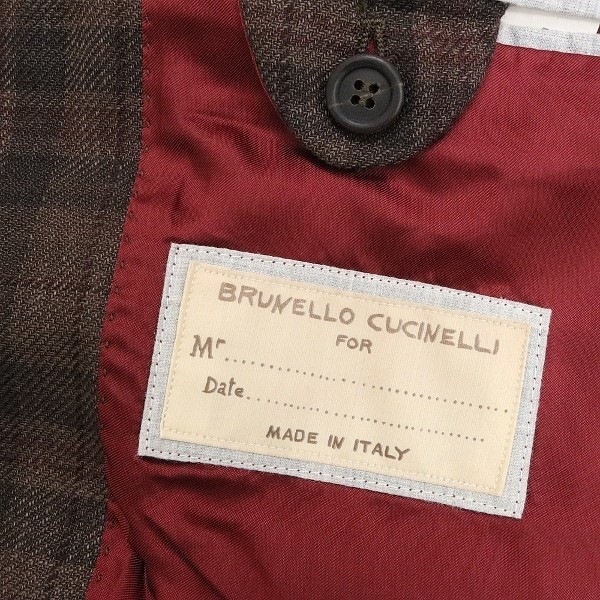 BRUNELLO CUCINELLI
FOR
Mr..............................
Date..............................
MADE IN ITALY